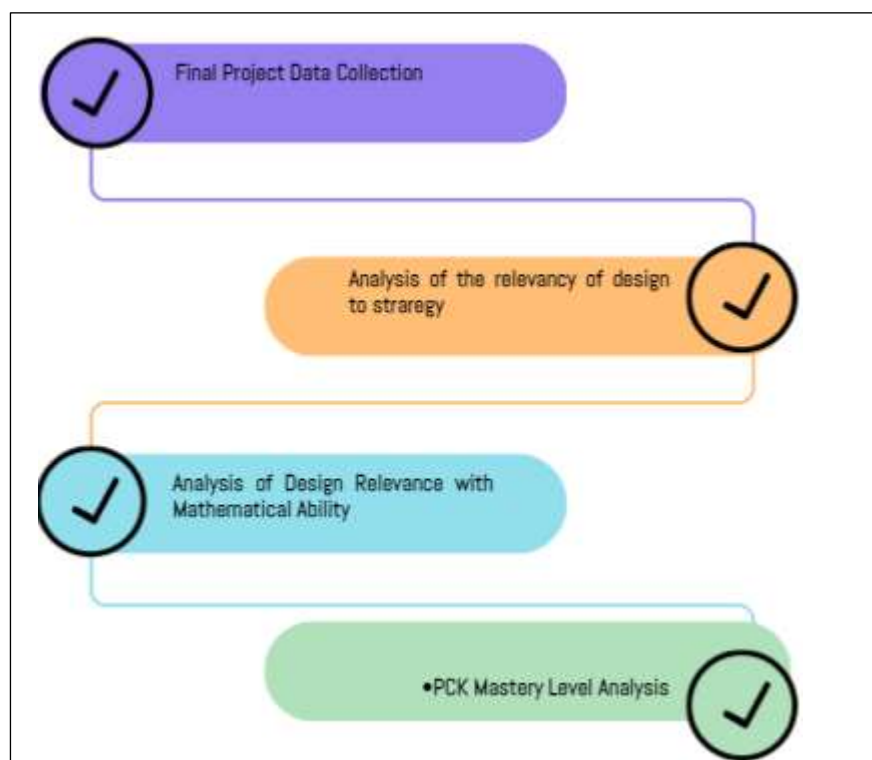 Final Project Data Collection
Analysis of the relevancy of design
to straregy
Analysis of Design Relevance with
Mathematical Ability
•PCK Mastery Level Analysis